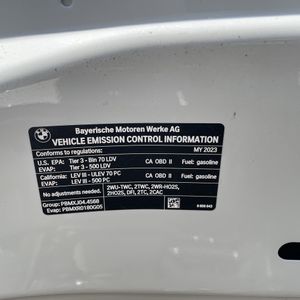 BMW
Bayerische Motoren Werke AG
VEHICLE EMISSION CONTROL INFORMATION
Conforms to regulations: MY 2023
U.S. EPA: Tier 3 - Bin 70 LDV CA OBD II Fuel: gasoline
EVAP: Tier 3 - 500 LDV
California: LEV III - ULEV 70 PC CA OBD II Fuel: gasoline
EVAP: LEV III - 500 PC
No adjustments needed. 2WU-TWC, 2TWC, 2WR-HO2S,
Group: PBMXJ04.4S68 2HO2S, DFI, 2TC, 2CAC
EVAP: PBMXR0180G05